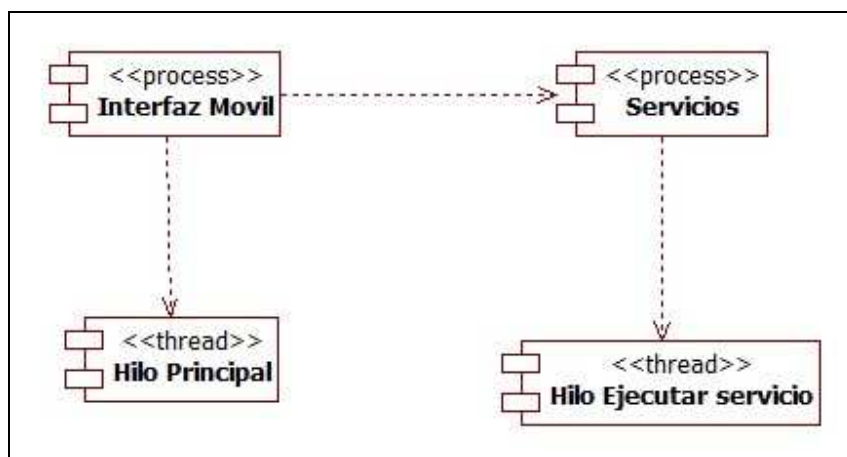 <<process>>
Interfaz Movil
<<process>>
Servicios
<<thread>>
Hilo Principal
<<thread>>
Hilo Ejecutar servicio